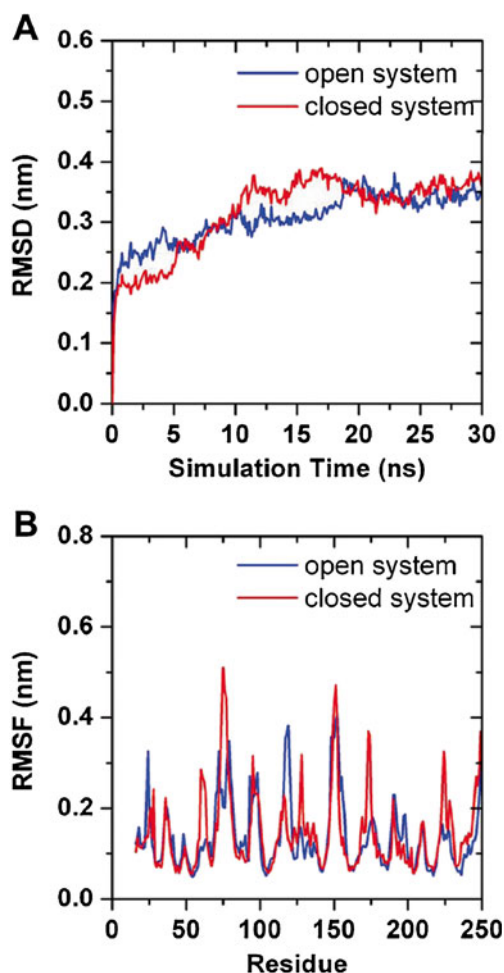 A
0.6
0.5
0.4
0.3
0.2
0.1
0.0
RMSD (nm)
open system
closed system
0 5 10 15 20 25 30
Simulation Time (ns)
B
0.8
0.6
0.4
0.2
0.0
RMSF (nm)
open system
closed system
0 50 100 150 200 250
Residue